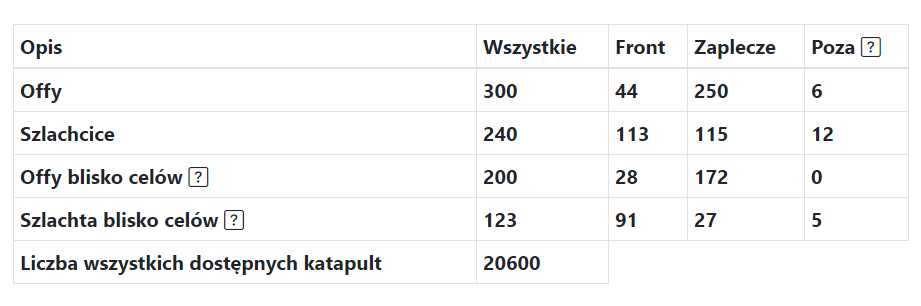 Opis Wszystkie Front Zaplecze Poza ?
Offy 300 44 250 6
Szlachcice 240 113 115 12
Offy blisko celów ? 200 28 172 0
Szlachta blisko celów ? 123 91 27 5
Liczba wszystkich dostępnych katapult 20600